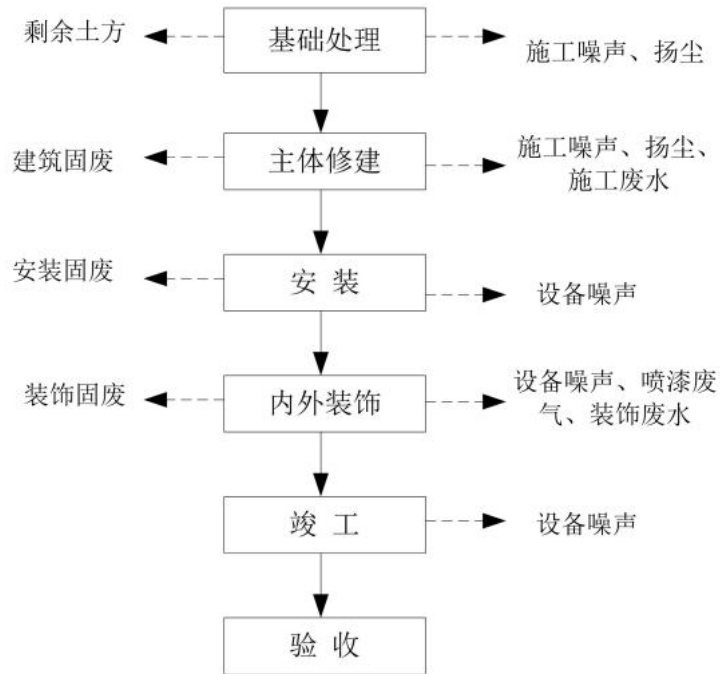 剩余土方
基础处理
施工噪声、扬尘
建筑固废
主体修建
施工噪声、扬尘、
施工废水
安装固废
安 装
设备噪声
装饰固废
内外装饰
设备噪声、喷漆废
气、装饰废水
竣 工
设备噪声
验 收